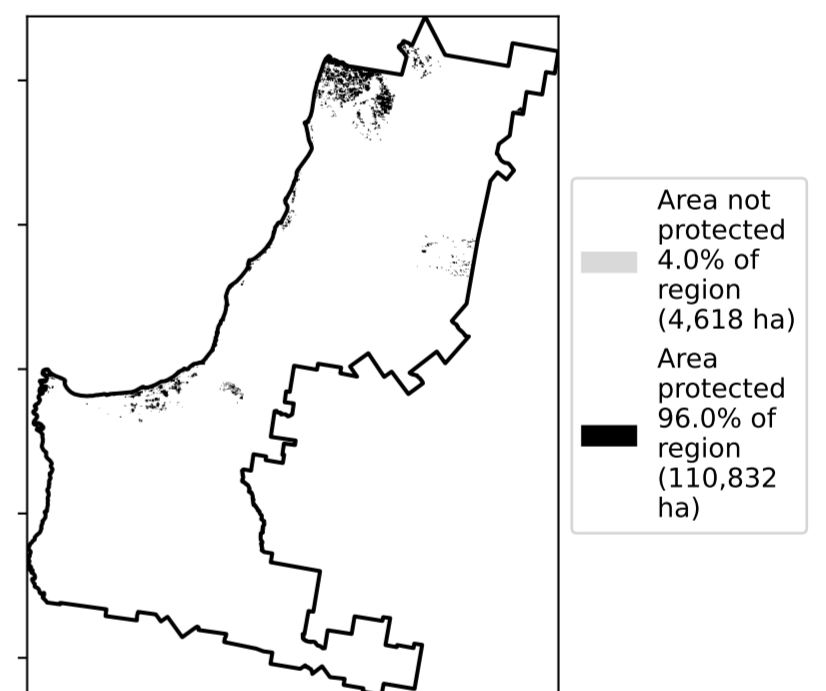 Area not
protected
4.0% of
region
(4,618 ha)
Area
protected
96.0% of
region
(110,832
ha)